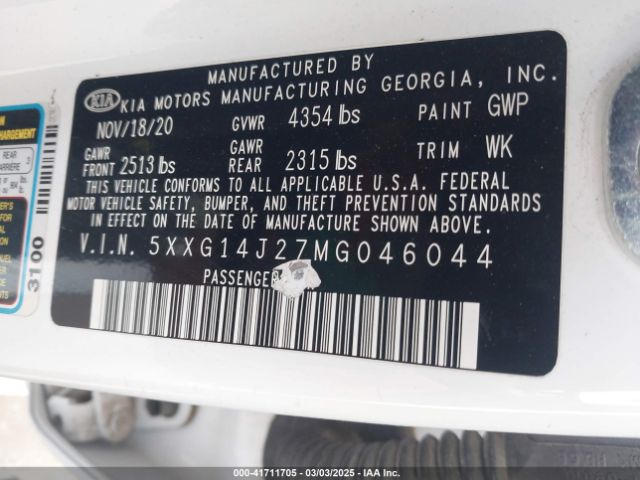 MANUFACTURED BY
KIA KIA MOTORS MANUFACTURING GEORGIA, INC.
NOV/18/20 GVWR 4354 lbs PAINT GWP
GAWR FRONT 2513 lbs GAWR REAR 2315 lbs TRIM WK
THIS VEHICLE CONFORMS TO ALL APPLICABLE U.S.A. FEDERAL
MOTOR VEHICLE SAFETY, BUMPER, AND THEFT PREVENTION STANDARDS
IN EFFECT ON THE DATE OF MANUFACTURE SHOWN ABOVE.
V.I.N. 5XXG14J27MG046044
PASSENGER
REAR
3100
000-41711705 - 03/03/2025 - IAA Inc.